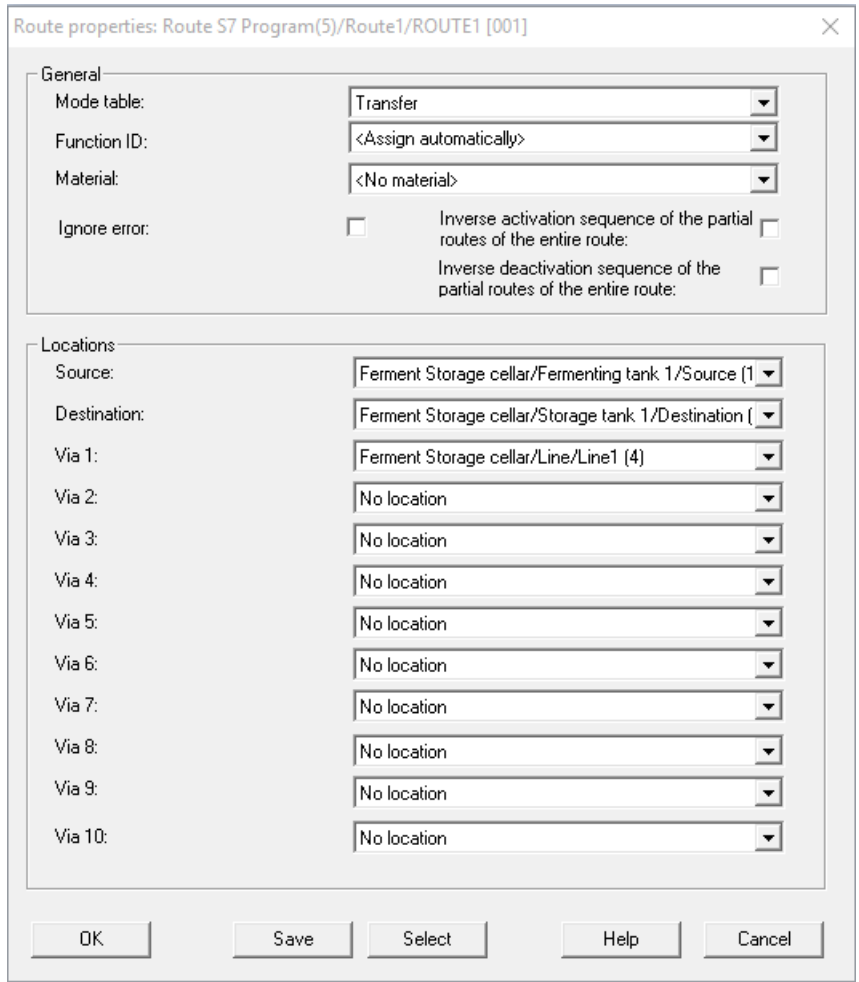 Route properties: Route S7 Program(5)/Route1/ROUTE1 [001]
General
Mode table: Transfer
Function ID: <Assign automatically>
Material: <No material>
Ignore error:
Inverse activation sequence of the partial
routes of the entire route:
Inverse deactivation sequence of the
partial routes of the entire route:
Locations
Source: Ferment Storage cellar/Fermenting tank 1/Source (1
Destination: Ferment Storage cellar/Storage tank 1/Destination (
Via 1: Ferment Storage cellar/Line/Line1 (4)
Via 2: No location
Via 3: No location
Via 4: No location
Via 5: No location
Via 6: No location
Via 7: No location
Via 8: No location
Via 9: No location
Via 10: No location
OK Save Select Help Cancel